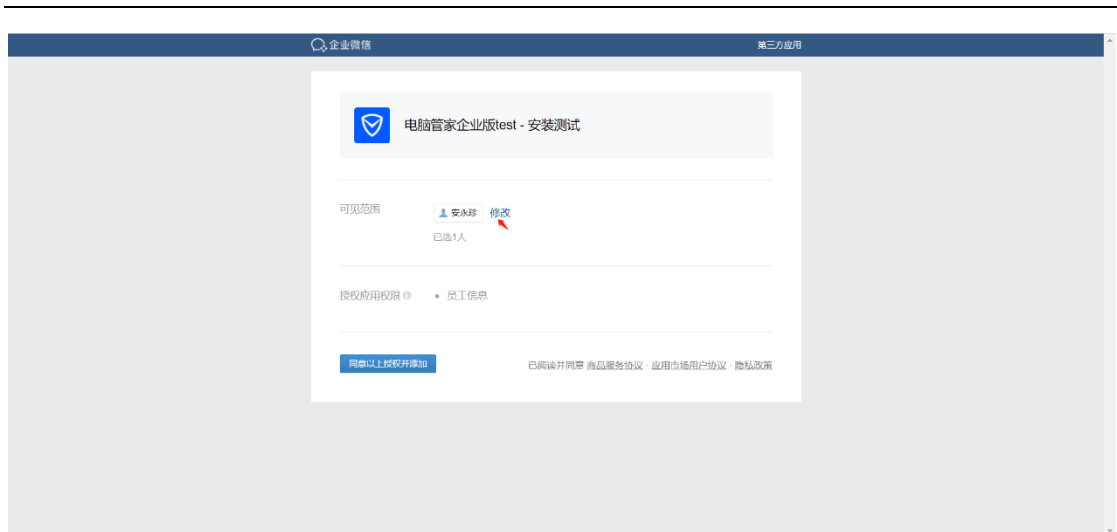 企业微信
第三方应用
电脑管家企业版test - 安装测试
可见范围
安永珍 修改
已选1人
授权应用权限
• 员工信息
同意以上授权并添加
已阅读并同意 商品服务协议 · 应用市场用户协议 · 隐私政策